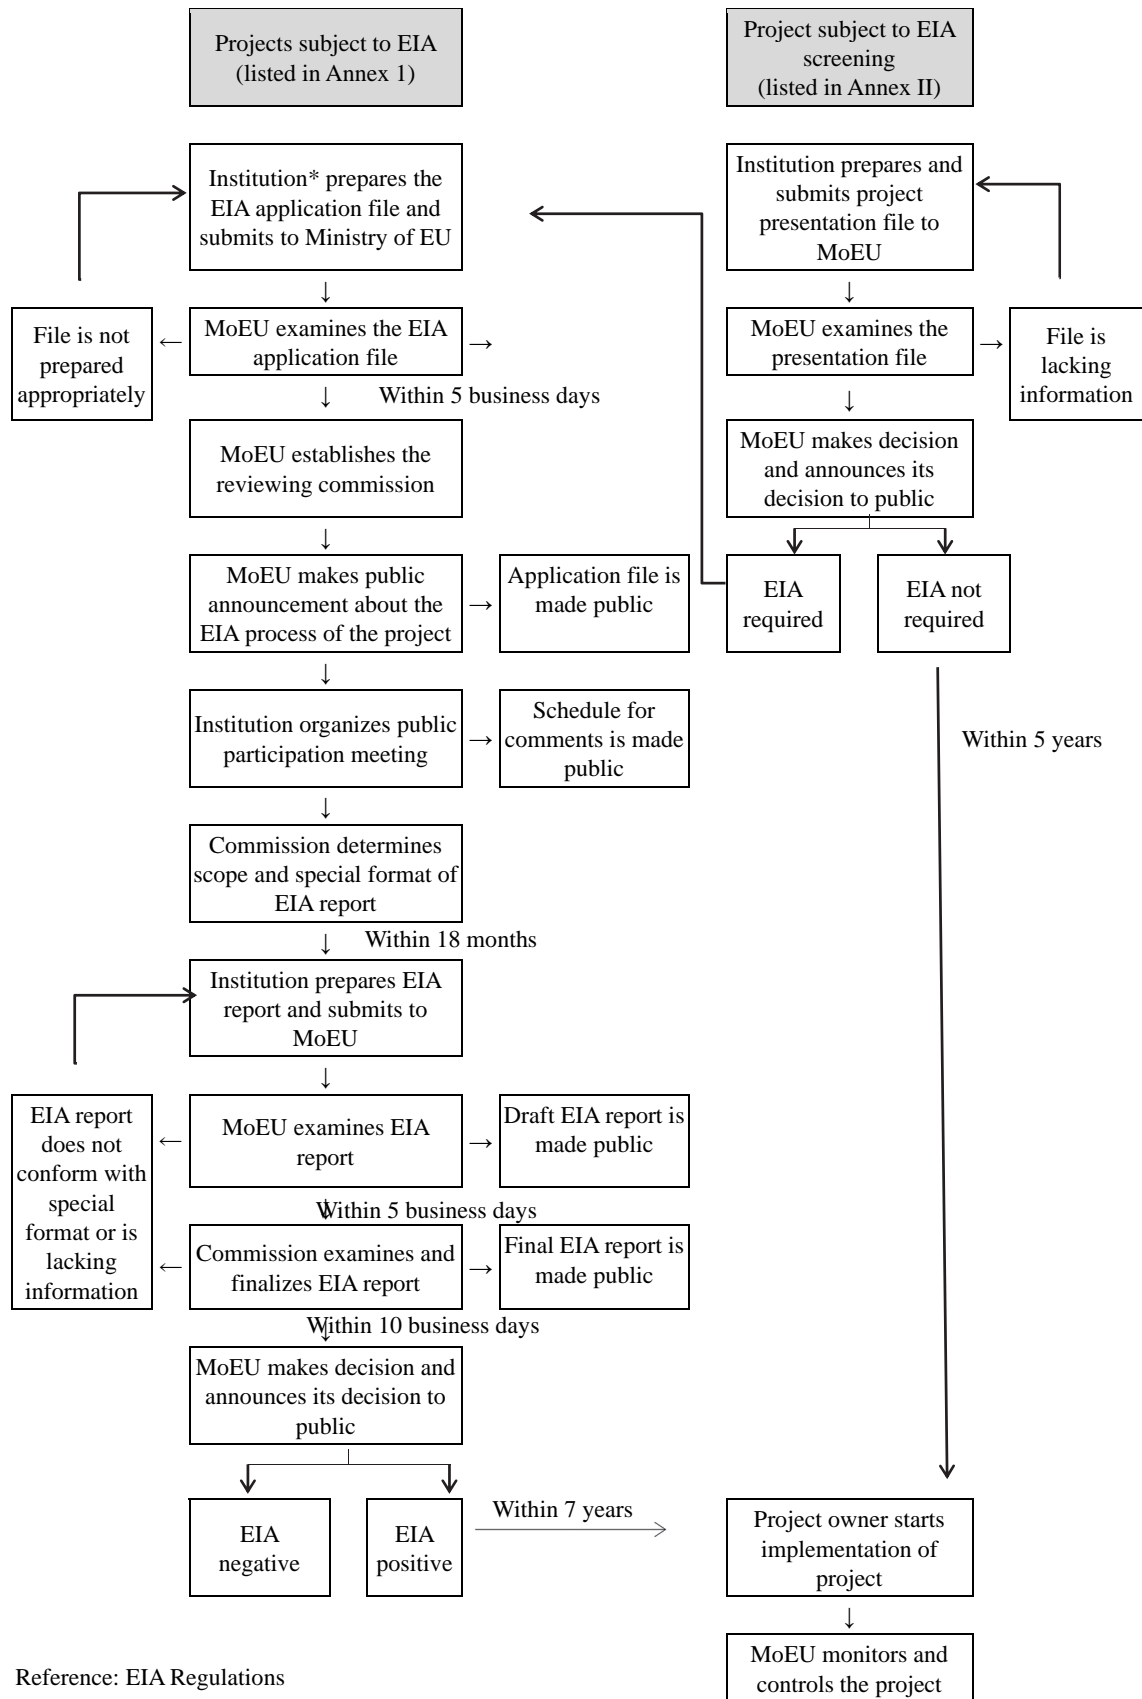 Projects subject to EIA
(listed in Annex 1)
Project subject to EIA
screening
(listed in Annex II)
Institution* prepares the
EIA application file and
submits to Ministry of EU
Institution prepares and
submits project
presentation file to
MoEU
File is not
prepared
appropriately
←
MoEU examines the EIA
application file
→
MoEU examines the
presentation file
→
File is
lacking
information
↓
Within 5 business days
MoEU establishes the
reviewing commission
MoEU makes decision
and announces its
decision to public
↓
MoEU makes public
announcement about the
EIA process of the project
→
Application file is
made public
EIA
required
EIA not
required
↓
Institution organizes public
participation meeting
→
Schedule for
comments is made
public
Within 5 years
↓
Commission determines
scope and special format of
EIA report
↓
Within 18 months
Institution prepares EIA
report and submits to
MoEU
↓
EIA report
does not
conform with
special
format or is
lacking
information
←
MoEU examines EIA
report
→
Draft EIA report is
made public
↓
Within 5 business days
←
Commission examines and
finalizes EIA report
→
Final EIA report is
made public
↓
Within 10 business days
MoEU makes decision and
announces its decision to
public
EIA
negative
EIA
positive
Within 7 years
Project owner starts
implementation of
project
↓
MoEU monitors and
controls the project
Reference: EIA Regulations